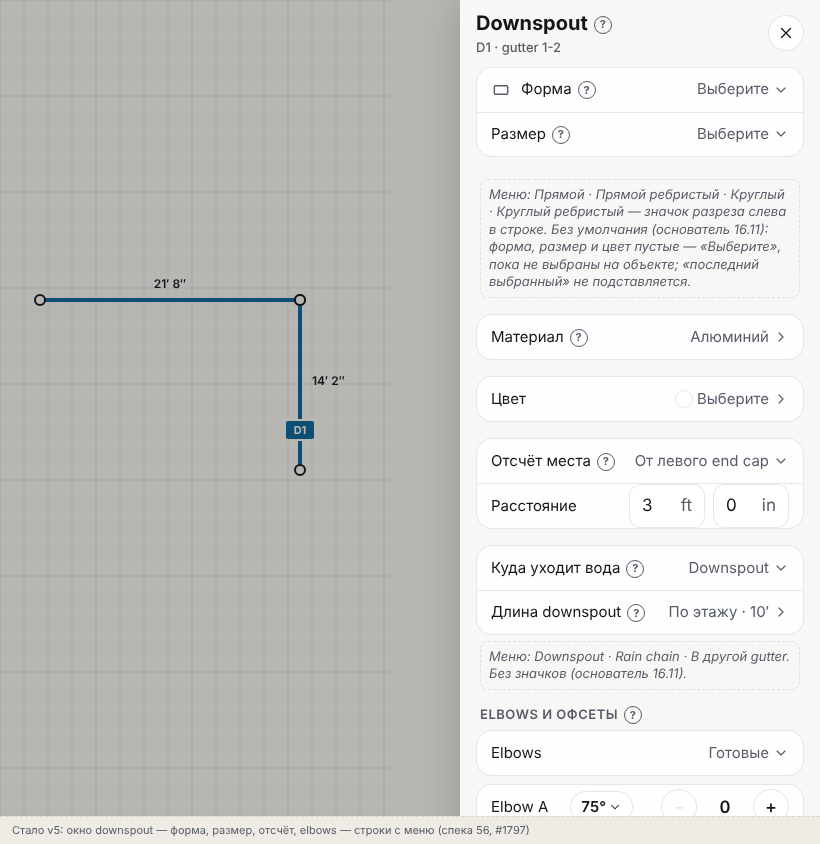 Downspout ?
D1 · gutter 1-2
Форма ? Выберите
Размер ? Выберите
Меню: Прямой · Прямой ребристый · Круглый
· Круглый ребристый — значок разреза слева
в строке. Без умолчания (основатель 16.11):
форма, размер и цвет пустые — «Выберите»,
пока не выбраны на объекте; «последний
выбранный» не подставляется.
21′ 8″
Материал ? Алюминий
14′ 2″
Цвет Выберите
D1
Отсчёт места ? От левого end cap
Расстояние 3 ft 0 in
Куда уходит вода ? Downspout
Длина downspout ? По этажу · 10′
Меню: Downspout · Rain chain · В другой gutter.
Без значков (основатель 16.11).
ELBOWS И ОФСЕТЫ ?
Elbows Готовые
Elbow A 75° − 0 +
Стало v5: окно downspout — форма, размер, отсчёт, elbows — строки с меню (спека 56, #1797)